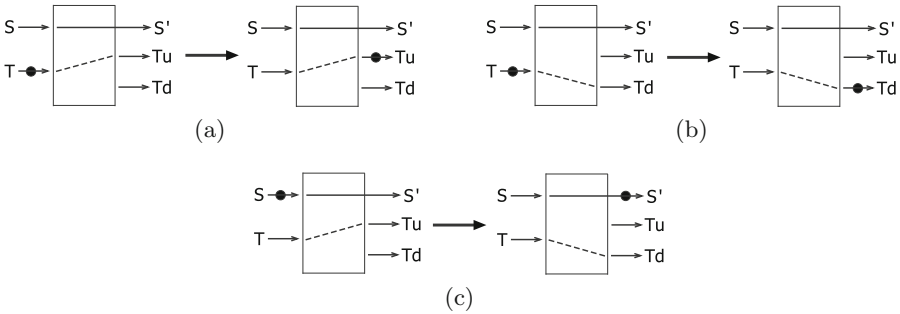 S S' S S' S S' S S'
T Tu T Tu T Tu T Tu
Td Td Td Td
(a) (b)
S S' S S'
T Tu T Tu
Td Td
(c)